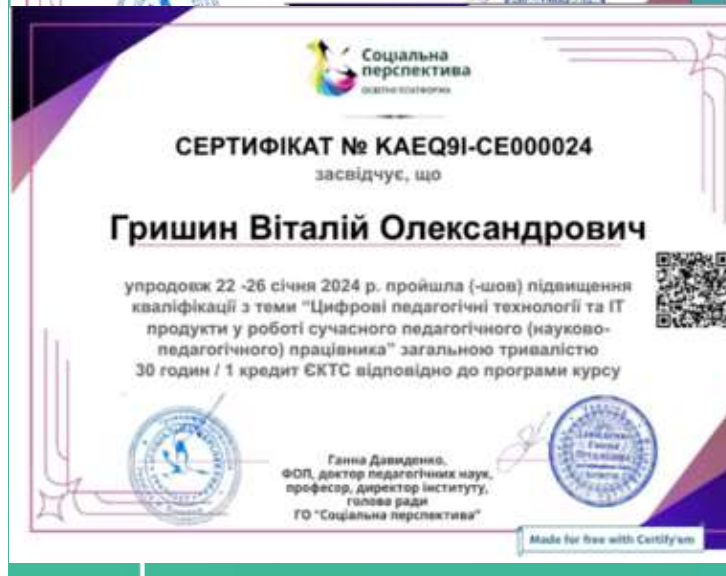 Соціальна
перспектива
ОСВІТНЯ ПЛАТФОРМА
СЕРТИФІКАТ № KAEQ9I-CE000024
засвідчує, що
Гришин Віталій Олександрович
упродовж 22 -26 січня 2024 р. пройшла (-шов) підвищення
кваліфікації з теми “Цифрові педагогічні технології та ІТ
продукти у роботі сучасного педагогічного (науково-
педагогічного) працівника” загальною тривалістю
30 годин / 1 кредит ЄКТС відповідно до програми курсу
Ганна Давиденко,
ФОП, доктор педагогічних наук,
професор, директор інституту,
голова ради
ГО “Соціальна перспектива”
Made for free with Certify'em